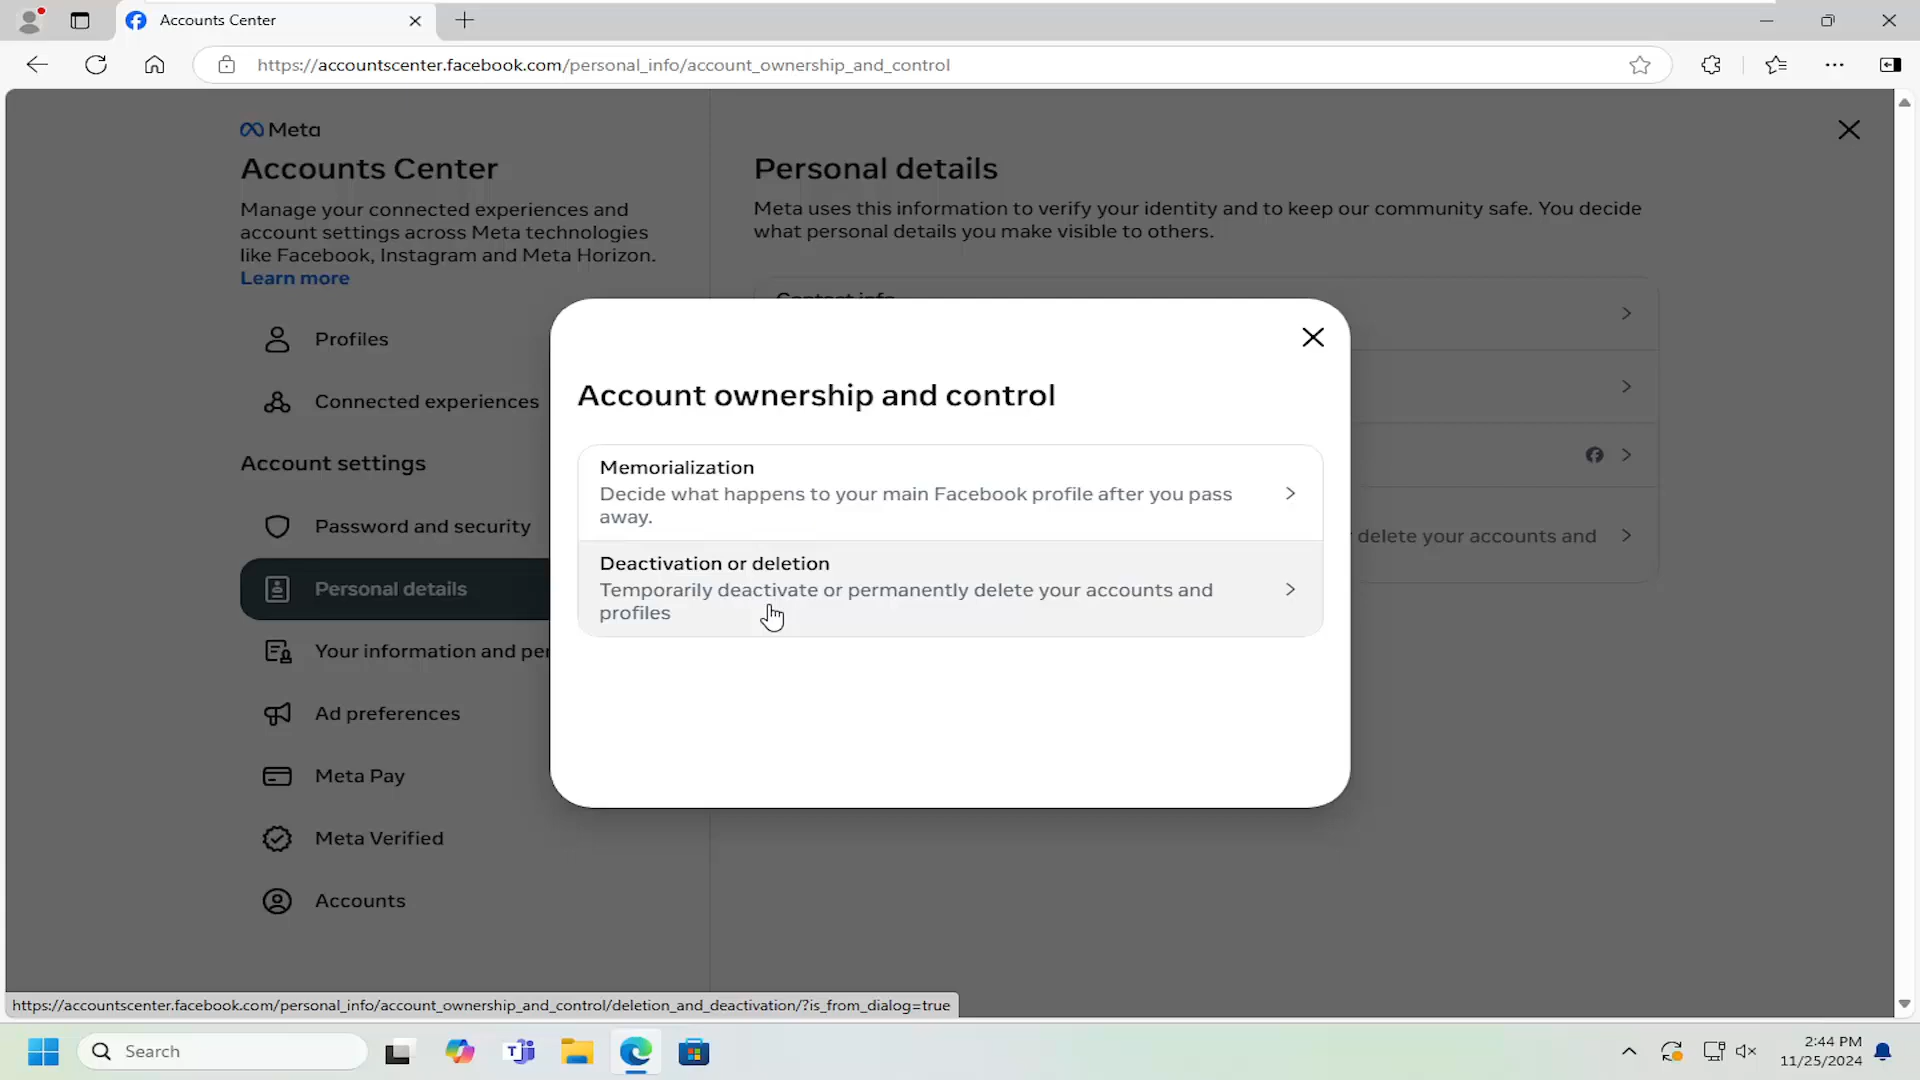 Accounts Center
https://accountscenter.facebook.com/personal_info/account_ownership_and_control
Meta
Accounts Center
Manage your connected experiences and
account settings across Meta technologies
like Facebook, Instagram and Meta Horizon.
Learn more
Profiles
Connected experiences
Account settings
Password and security
Personal details
Your information and per
Ad preferences
Meta Pay
Meta Verified
Accounts
Personal details
Meta uses this information to verify your identity and to keep our community safe. You decide
what personal details you make visible to others.
Contact info
delete your accounts and
Account ownership and control
Memorialization
Decide what happens to your main Facebook profile after you pass
away.
Deactivation or deletion
Temporarily deactivate or permanently delete your accounts and
profiles
https://accountscenter.facebook.com/personal_info/account_ownership_and_control/deletion_and_deactivation/?is_from_dialog=true
Search
2:44 PM
11/25/2024